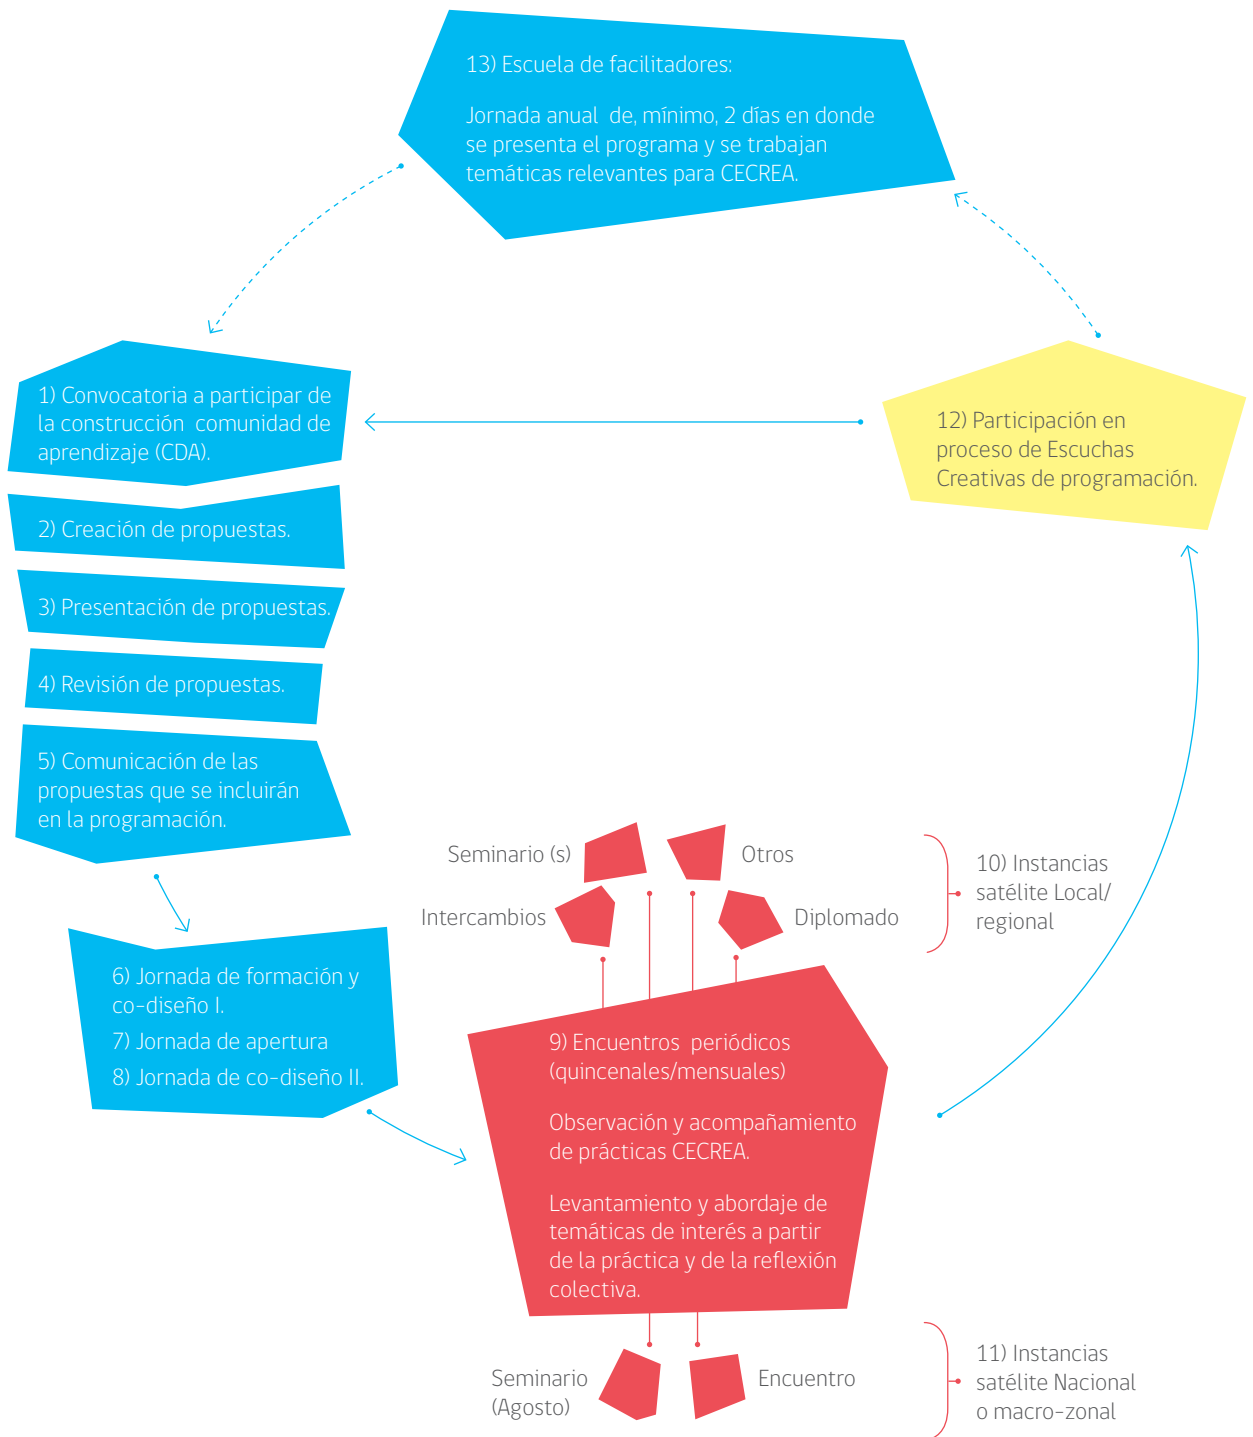 13) Escuela de facilitadores:
Jornada anual de, mínimo, 2 días en donde
se presenta el programa y se trabajan
temáticas relevantes para CECREA.
1) Convocatoria a participar de
la construcción comunidad de
aprendizaje (CDA).
12) Participación en
proceso de Escuchas
Creativas de programación.
2) Creación de propuestas.
3) Presentación de propuestas.
4) Revisión de propuestas.
5) Comunicación de las
propuestas que se incluirán
en la programación.
6) Jornada de formación y
co-diseño I.
7) Jornada de apertura
8) Jornada de co-diseño II.
Seminario (s)
Otros
Intercambios
Diplomado
10) Instancias
satélite Local/
regional
9) Encuentros periódicos
(quincenales/mensuales)
Observación y acompañamiento
de prácticas CECREA.
Levantamiento y abordaje de
temáticas de interés a partir
de la práctica y de la reflexión
colectiva.
Seminario
(Agosto)
Encuentro
11) Instancias
satélite Nacional
o macro-zonal